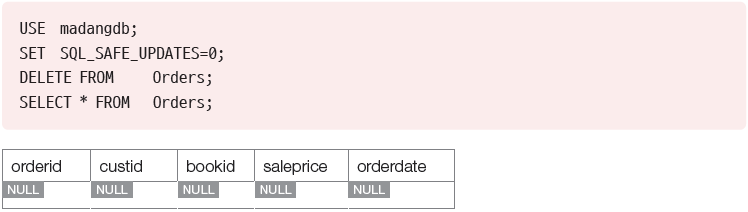 USE madangdb;
SET SQL_SAFE_UPDATES=0;
DELETE FROM Orders;
SELECT * FROM Orders;
orderid custid bookid saleprice orderdate
NULL NULL NULL NULL NULL